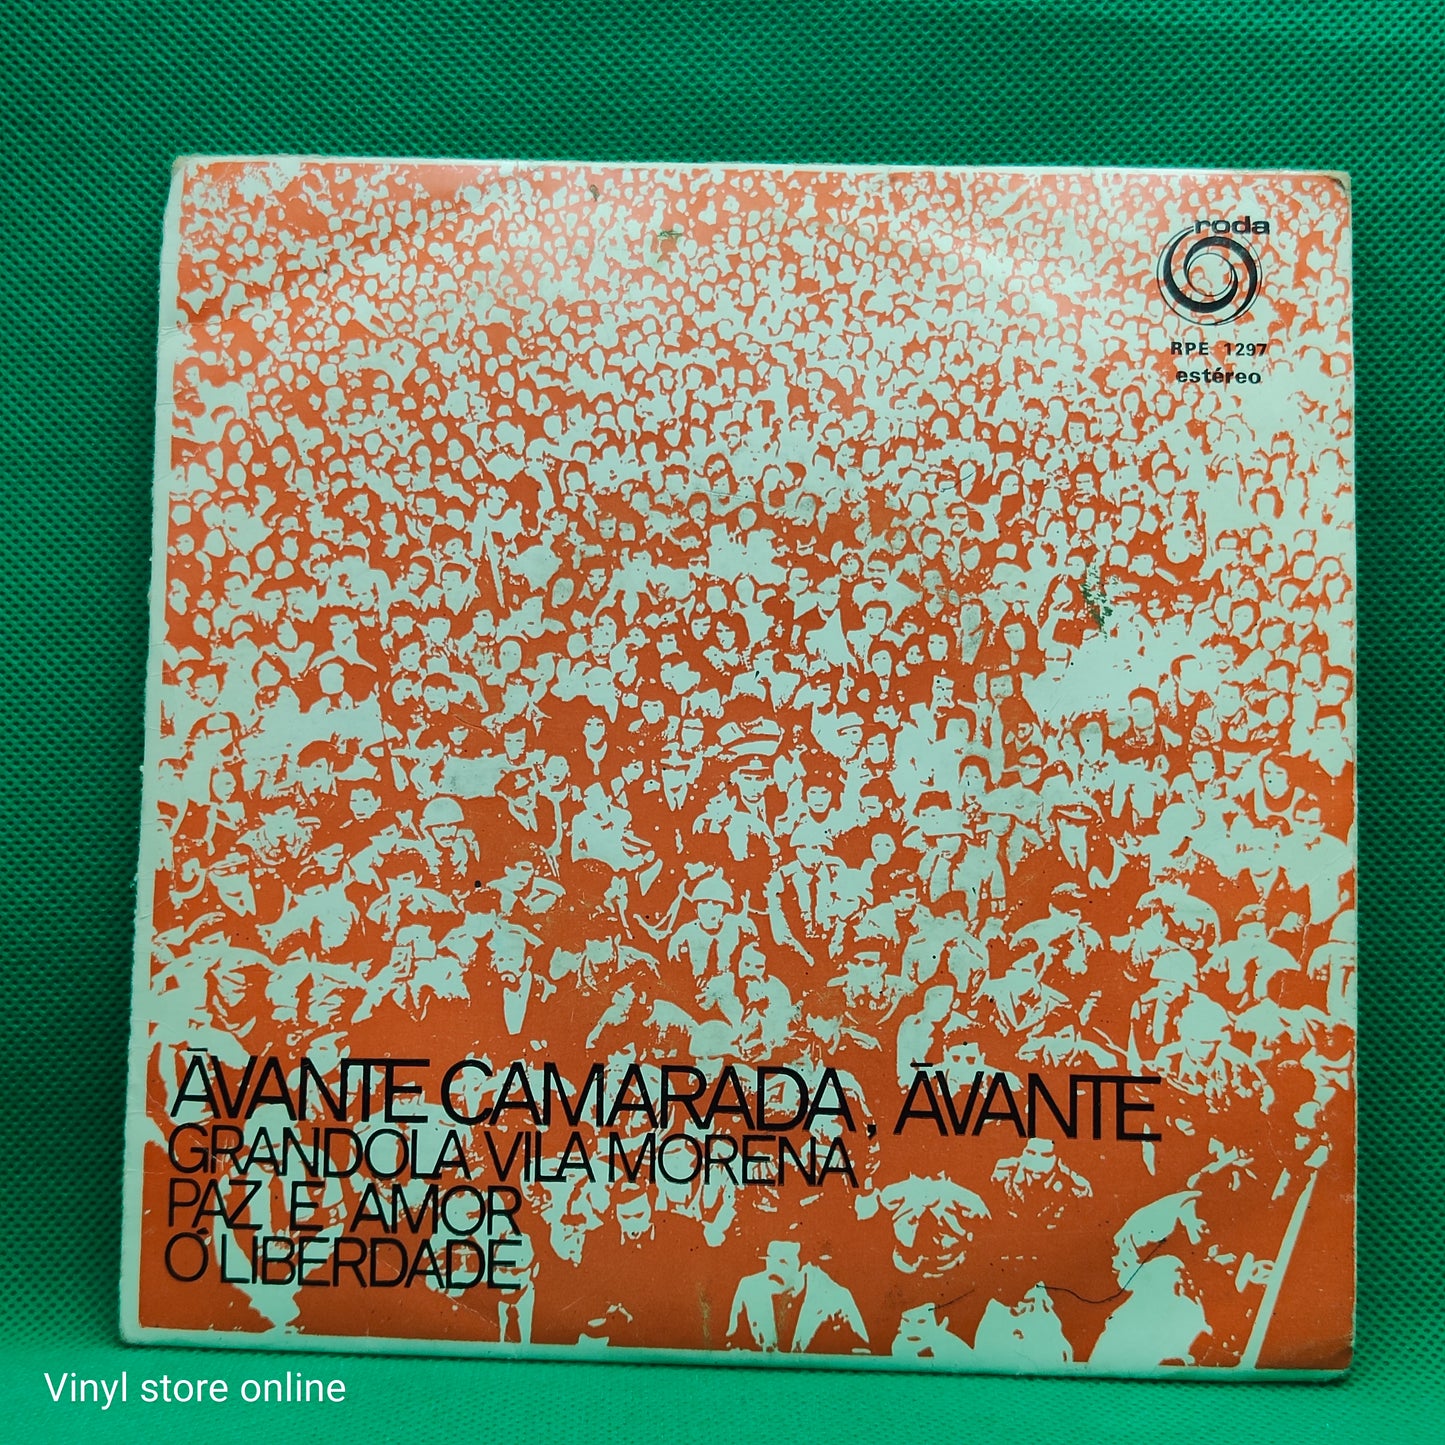 roda
RPE 1297
estéreo
ĀVANTE CAMARADA, ĀVANTE
GRANDOLA VILA MORENA
PAZ E AMOR
Ó LIBERDADE
Vinyl store online